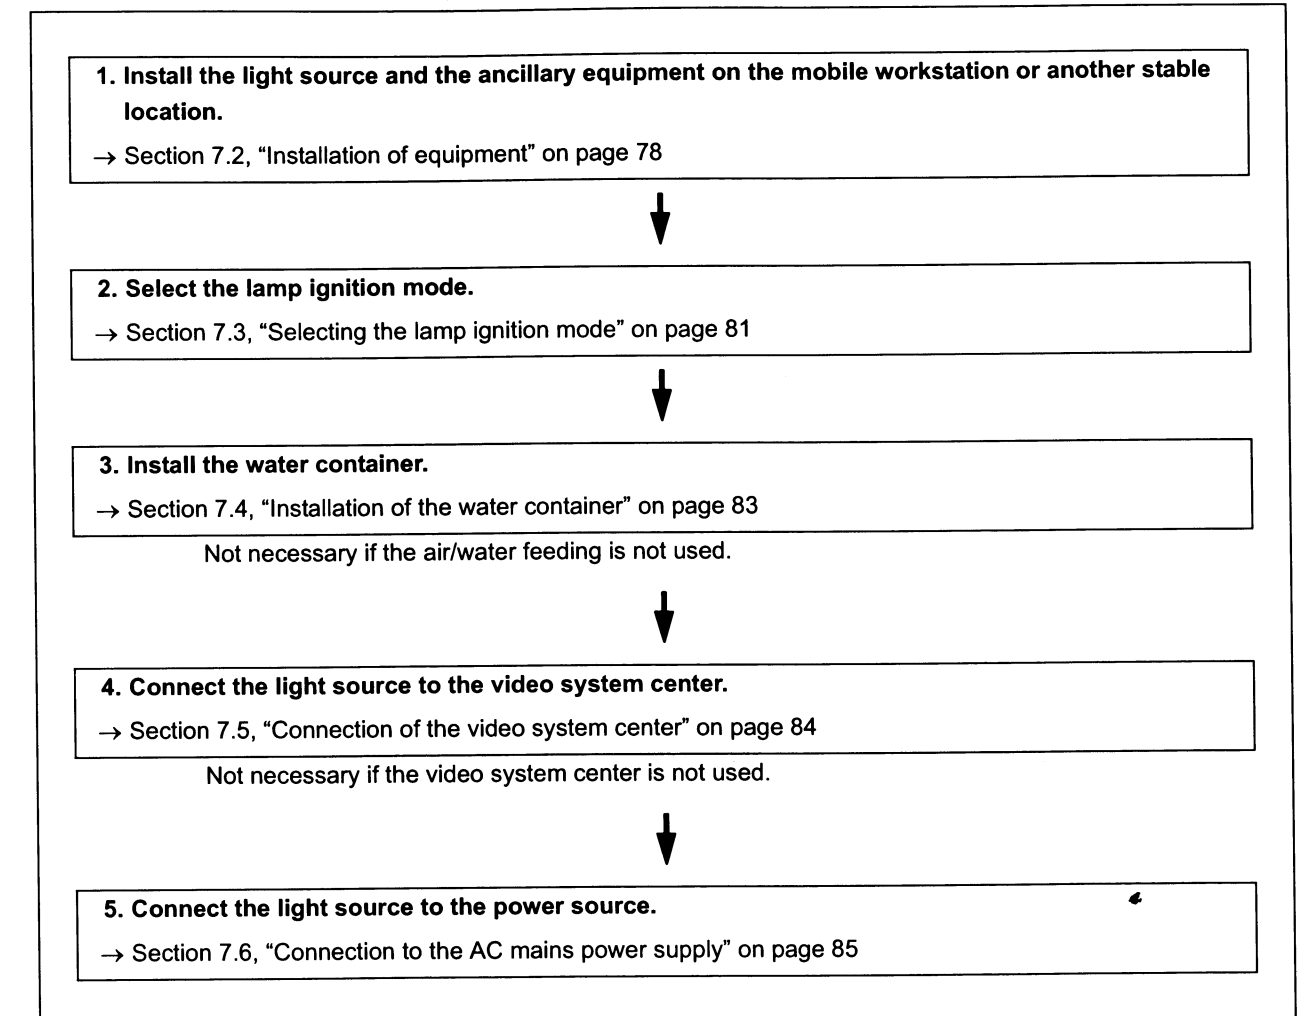 1. Install the light source and the ancillary equipment on the mobile workstation or another stable
location.
→ Section 7.2, “Installation of equipment” on page 78
2. Select the lamp ignition mode.
→ Section 7.3, “Selecting the lamp ignition mode” on page 81
3. Install the water container.
→ Section 7.4, “Installation of the water container” on page 83
Not necessary if the air/water feeding is not used.
4. Connect the light source to the video system center.
→ Section 7.5, “Connection of the video system center” on page 84
Not necessary if the video system center is not used.
5. Connect the light source to the power source.
→ Section 7.6, “Connection to the AC mains power supply” on page 85